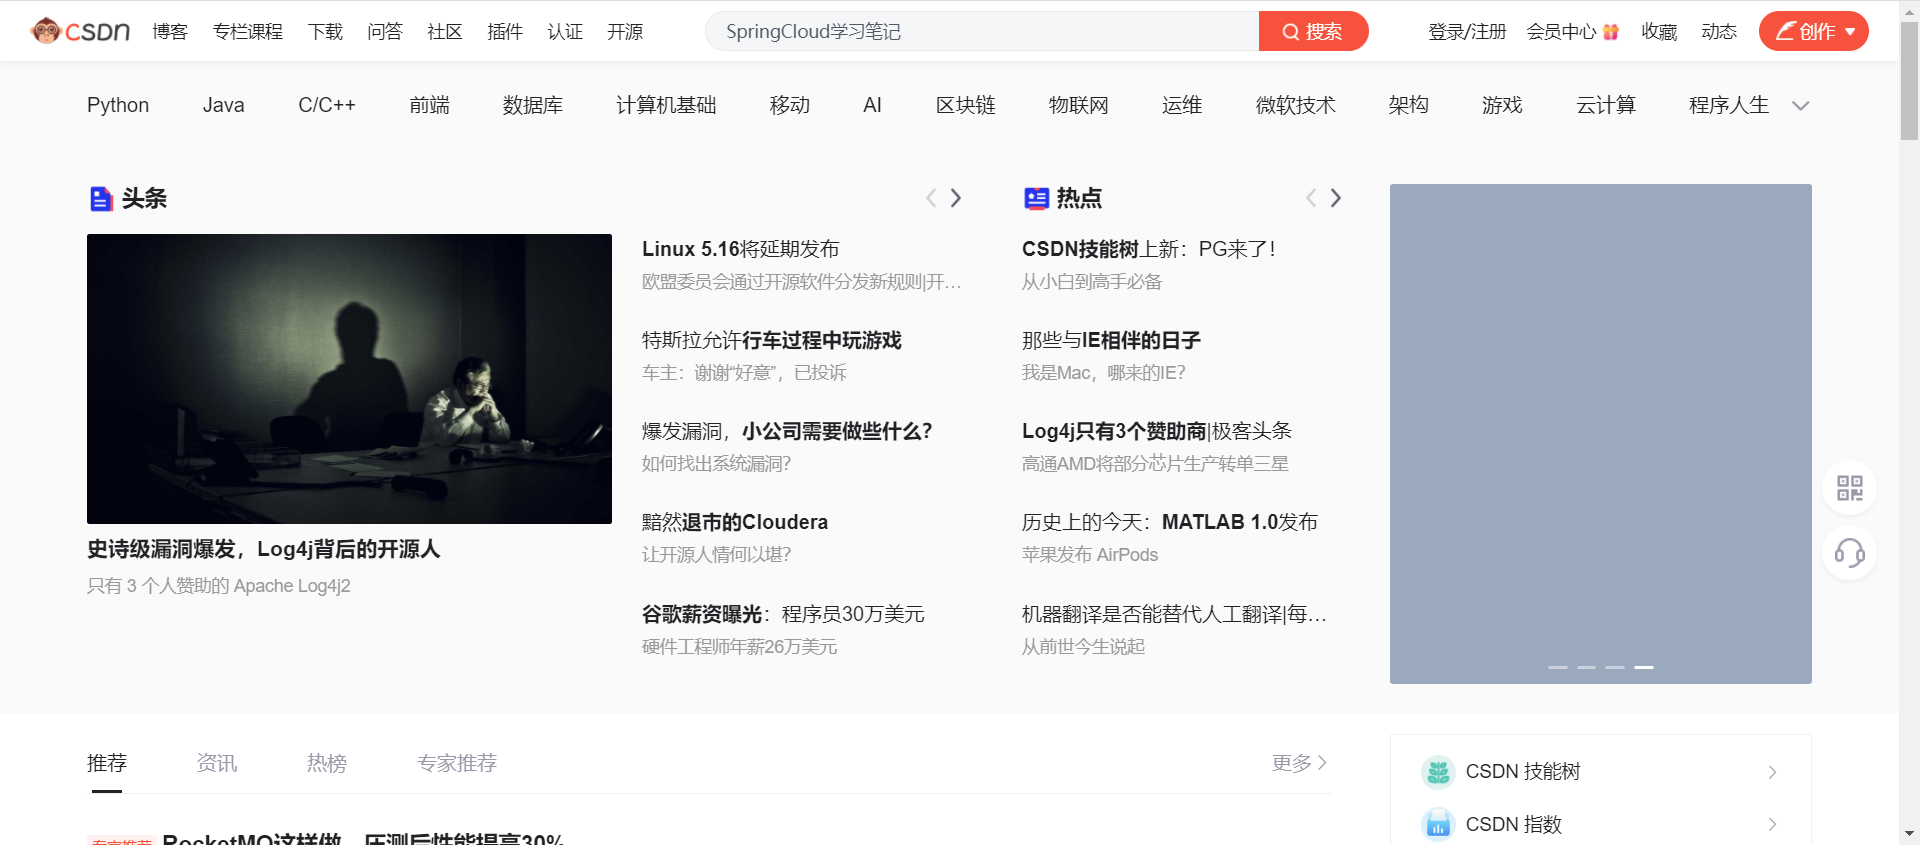 CSDN 博客 专栏课程 下载 问答 社区 插件 认证 开源 SpringCloud学习笔记 搜索 登录/注册 会员中心 收藏 动态 创作
Python Java C/C++ 前端 数据库 计算机基础 移动 AI 区块链 物联网 运维 微软技术 架构 游戏 云计算 程序人生
头条
史诗级漏洞爆发，Log4j背后的开源人
只有 3 个人赞助的 Apache Log4j2
Linux 5.16将延期发布
欧盟委员会通过开源软件分发新规则|开…
特斯拉允许行车过程中玩游戏
车主：谢谢“好意”，已投诉
爆发漏洞，小公司需要做些什么？
如何找出系统漏洞？
黯然退市的Cloudera
让开源人情何以堪？
谷歌薪资曝光：程序员30万美元
硬件工程师年薪26万美元
热点
CSDN技能树上新：PG来了！
从小白到高手必备
那些与IE相伴的日子
我是Mac，哪来的IE？
Log4j只有3个赞助商|极客头条
高通AMD将部分芯片生产转单三星
历史上的今天：MATLAB 1.0发布
苹果发布 AirPods
机器翻译是否能替代人工翻译|每…
从前世今生说起
推荐 资讯 热榜 专家推荐 更多
专家推荐 RocketMQ这样做，压测后性能提高30%
CSDN 技能树
CSDN 指数